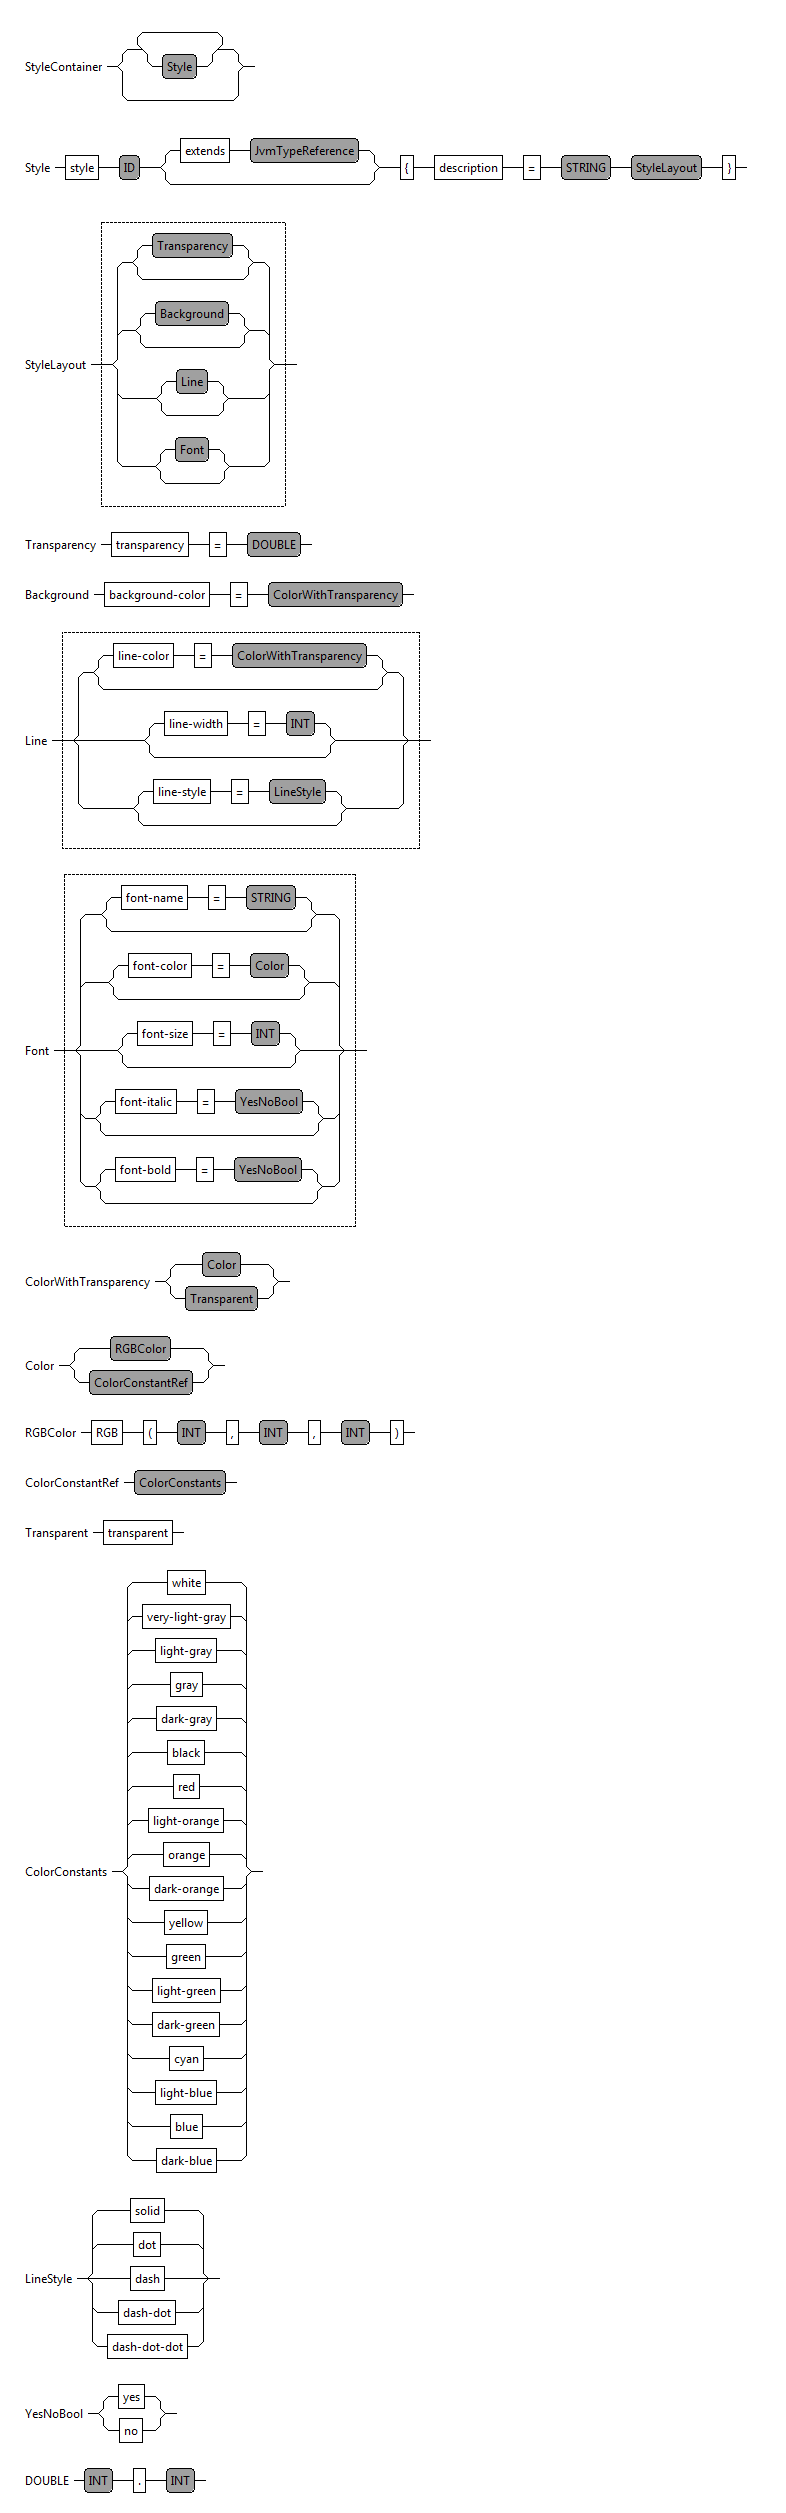 StyleContainer Style
Style style ID extends JvmTypeReference { description = STRING StyleLayout }
StyleLayout
Transparency
Background
Line
Font
Transparency transparency = DOUBLE
Background background-color = ColorWithTransparency
Line
line-color = ColorWithTransparency
line-width = INT
line-style = LineStyle
Font
font-name = STRING
font-color = Color
font-size = INT
font-italic = YesNoBool
font-bold = YesNoBool
ColorWithTransparency
Color
Transparent
Color
RGBColor
ColorConstantRef
RGBColor RGB ( INT , INT , INT )
ColorConstantRef ColorConstants
Transparent transparent
ColorConstants
white
very-light-gray
light-gray
gray
dark-gray
black
red
light-orange
orange
dark-orange
yellow
green
light-green
dark-green
cyan
light-blue
blue
dark-blue
LineStyle
solid
dot
dash
dash-dot
dash-dot-dot
YesNoBool
yes
no
DOUBLE INT . INT